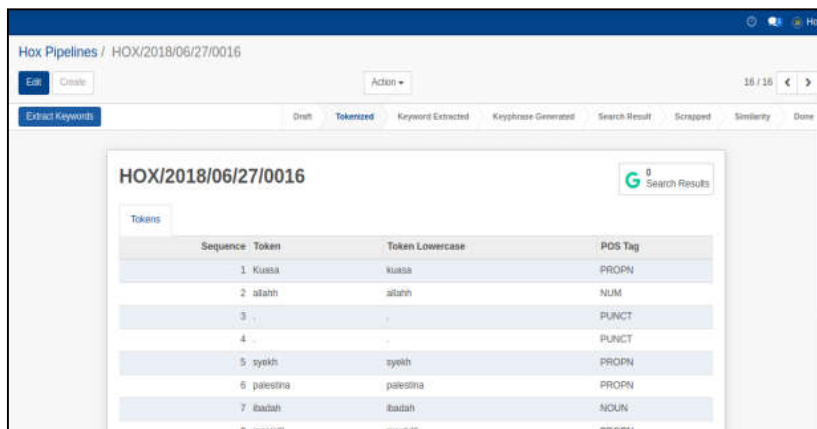 Ho
Hox Pipelines / HOX/2018/06/27/0016
Edit Create Action 16 / 16
Extract Keywords Draft Tokenized Keyword Extracted Keyphrase Generated Search Result Scrapped Similarity Done
HOX/2018/06/27/0016
G 0 Search Results
Tokens
Sequence Token Token Lowercase POS Tag
1 Kuasa kuasa PROPN
2 allahh allahh NUM
3 . . PUNCT
4 . . PUNCT
5 syekh syekh PROPN
6 palestina palestina PROPN
7 ibadah ibadah NOUN